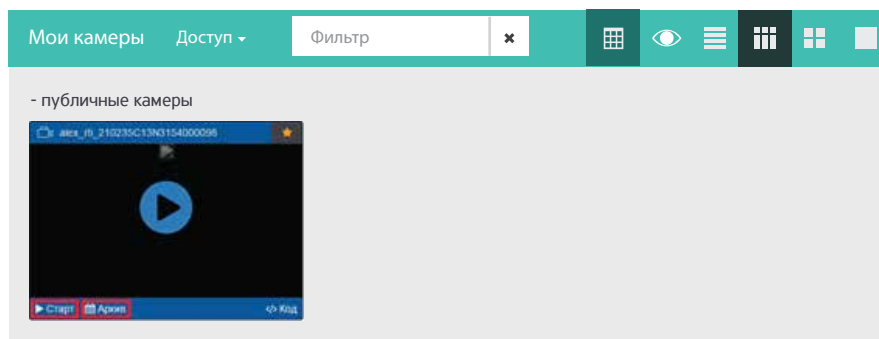 Мои камеры Доступ Фильтр
- публичные камеры
alex_rti_210235C13N3154000096
Старт Архив </> Код